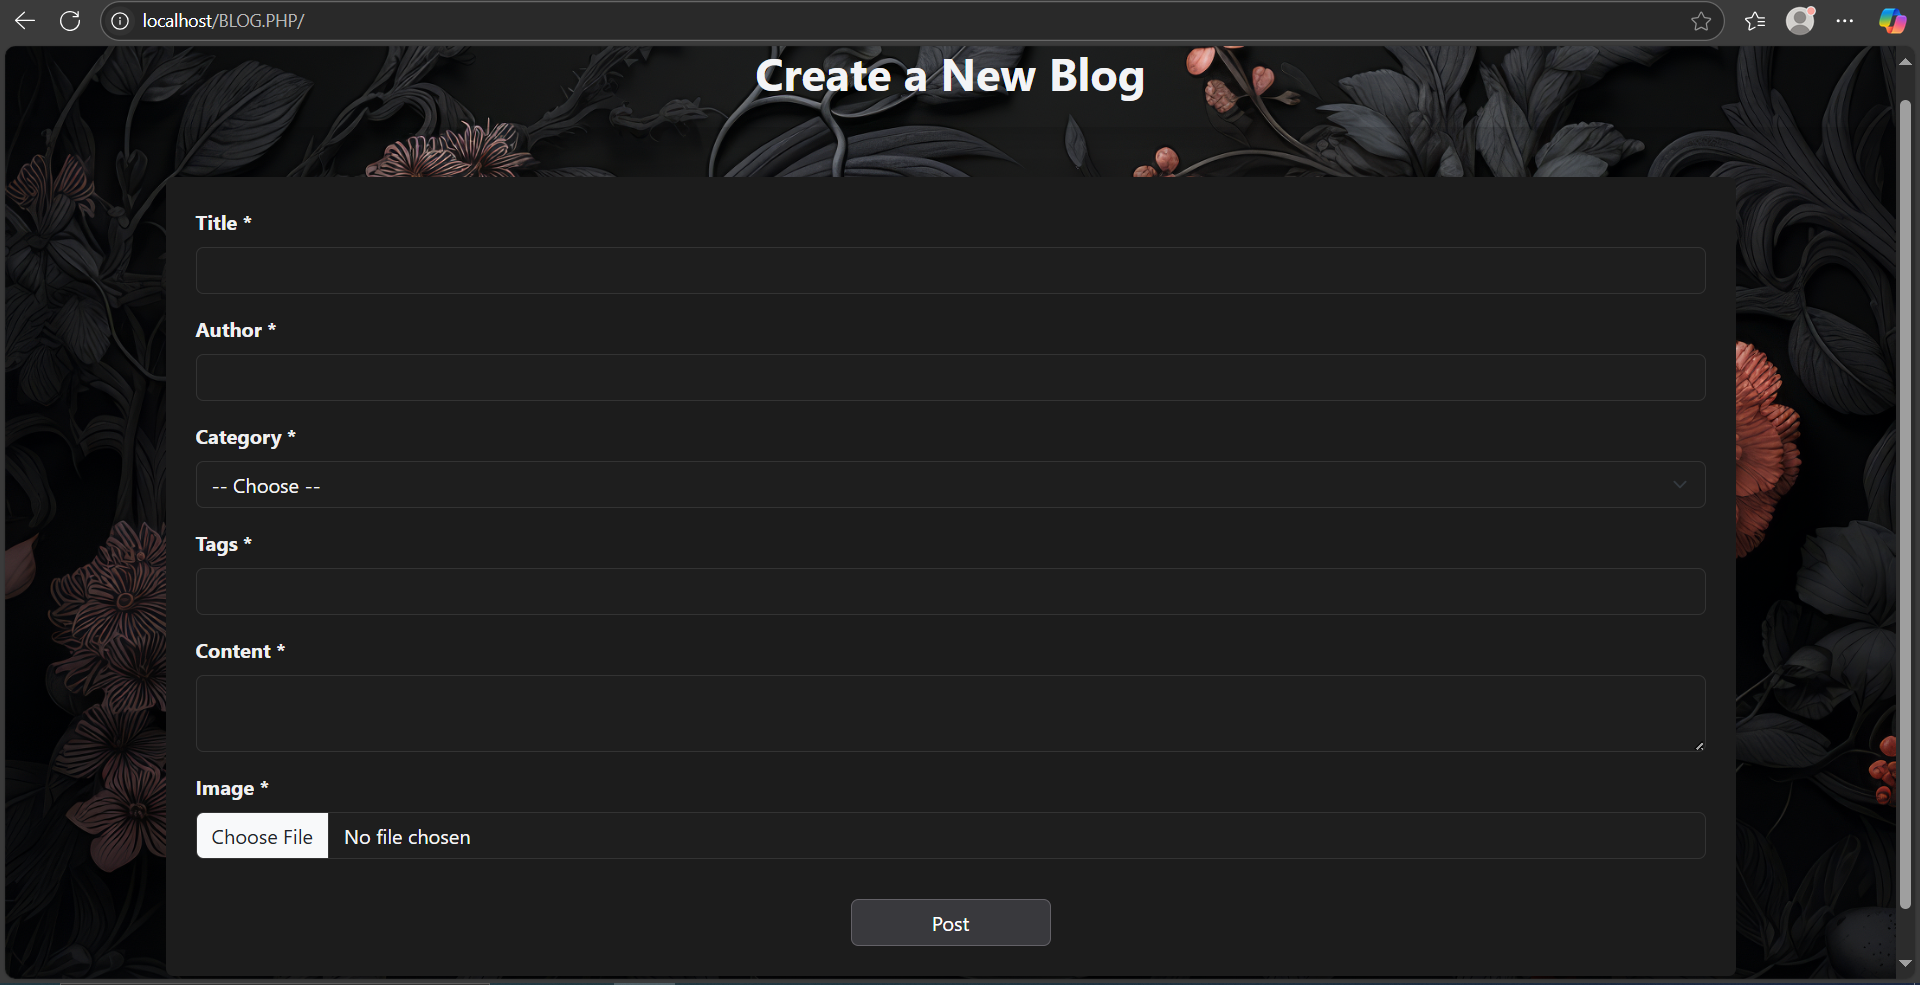 localhost/BLOG.PHP/
Create a New Blog
Title *
Author *
Category *
-- Choose --
Tags *
Content *
Image *
Choose File No file chosen
Post